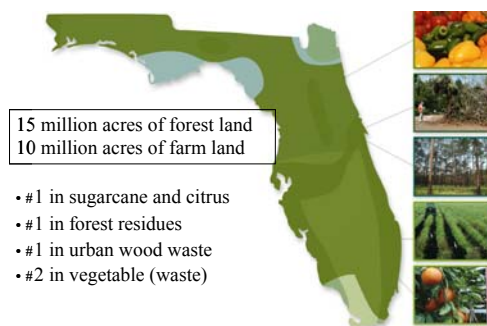 15 million acres of forest land
10 million acres of farm land
• #1 in sugarcane and citrus
• #1 in forest residues
• #1 in urban wood waste
• #2 in vegetable (waste)